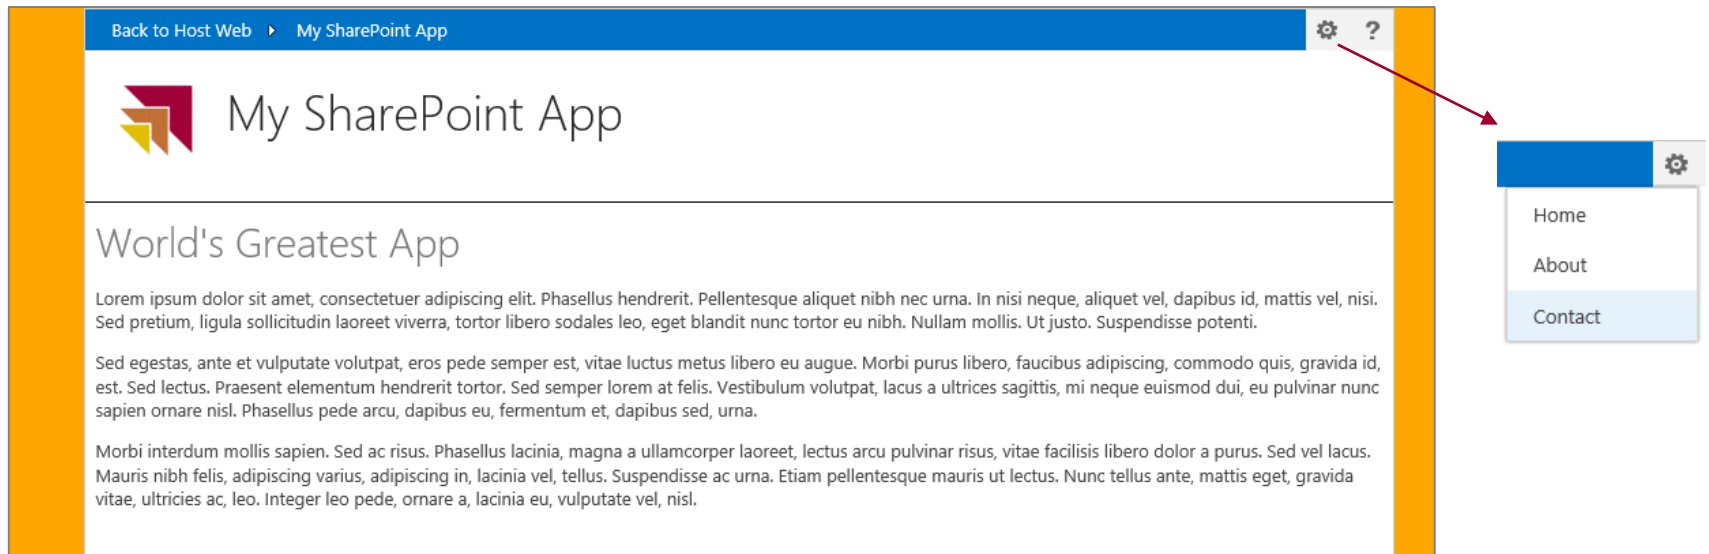 Back to Host Web My SharePoint App ?
My SharePoint App
World's Greatest App
Lorem ipsum dolor sit amet, consectetuer adipiscing elit. Phasellus hendrerit. Pellentesque aliquet nibh nec urna. In nisi neque, aliquet vel, dapibus id, mattis vel, nisi.
Sed pretium, ligula sollicitudin laoreet viverra, tortor libero sodales leo, eget blandit nunc tortor eu nibh. Nullam mollis. Ut justo. Suspendisse potenti.
Sed egestas, ante et vulputate volutpat, eros pede semper est, vitae luctus metus libero eu augue. Morbi purus libero, faucibus adipiscing, commodo quis, gravida id,
est. Sed lectus. Praesent elementum hendrerit tortor. Sed semper lorem at felis. Vestibulum volutpat, lacus a ultrices sagittis, mi neque euismod dui, eu pulvinar nunc
sapien ornare nisl. Phasellus pede arcu, dapibus eu, fermentum et, dapibus sed, urna.
Morbi interdum mollis sapien. Sed ac risus. Phasellus lacinia, magna a ullamcorper laoreet, lectus arcu pulvinar risus, vitae facilisis libero dolor a purus. Sed vel lacus.
Mauris nibh felis, adipiscing varius, adipiscing in, lacinia vel, tellus. Suspendisse ac urna. Etiam pellentesque mauris ut lectus. Nunc tellus ante, mattis eget, gravida
vitae, ultricies ac, leo. Integer leo pede, ornare a, lacinia eu, vulputate vel, nisl.
Home
About
Contact